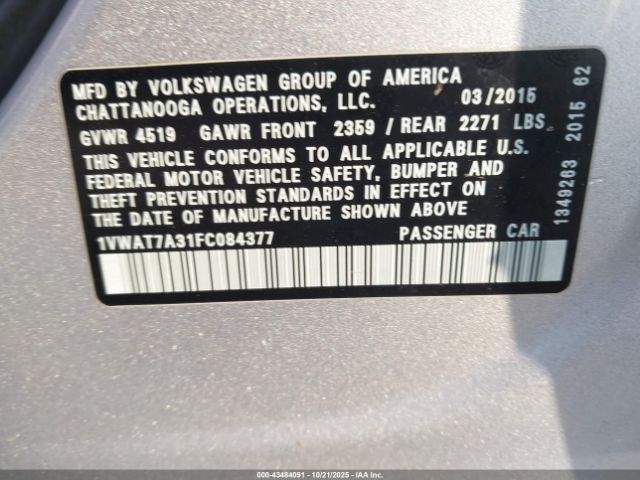 MFD BY VOLKSWAGEN GROUP OF AMERICA
CHATTANOOGA OPERATIONS, LLC. 03/2015
GVWR 4519 GAWR FRONT 2359 / REAR 2271 LBS
THIS VEHICLE CONFORMS TO ALL APPLICABLE U.S.
FEDERAL MOTOR VEHICLE SAFETY, BUMPER AND
THEFT PREVENTION STANDARDS IN EFFECT ON
THE DATE OF MANUFACTURE SHOWN ABOVE
1VWAT7A31FC084377 PASSENGER CAR
1349263 2015 62
000-43484091 - 10/21/2025 - IAAI.CA